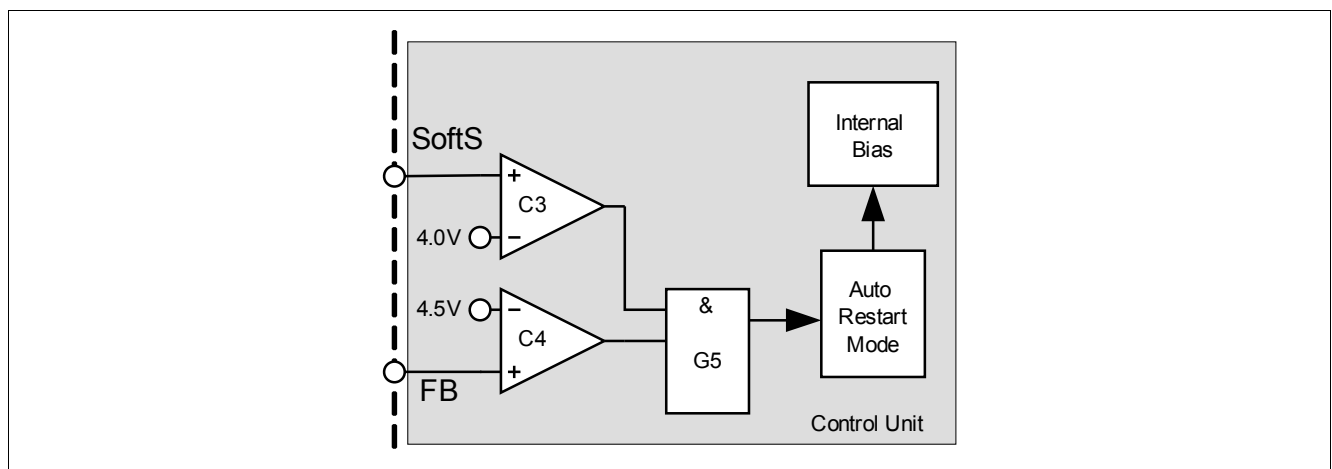 SoftS
+
C3
4.0V
−
4.5V
−
C4
+
FB
&
G5
Internal
Bias
Auto
Restart
Mode
Control Unit